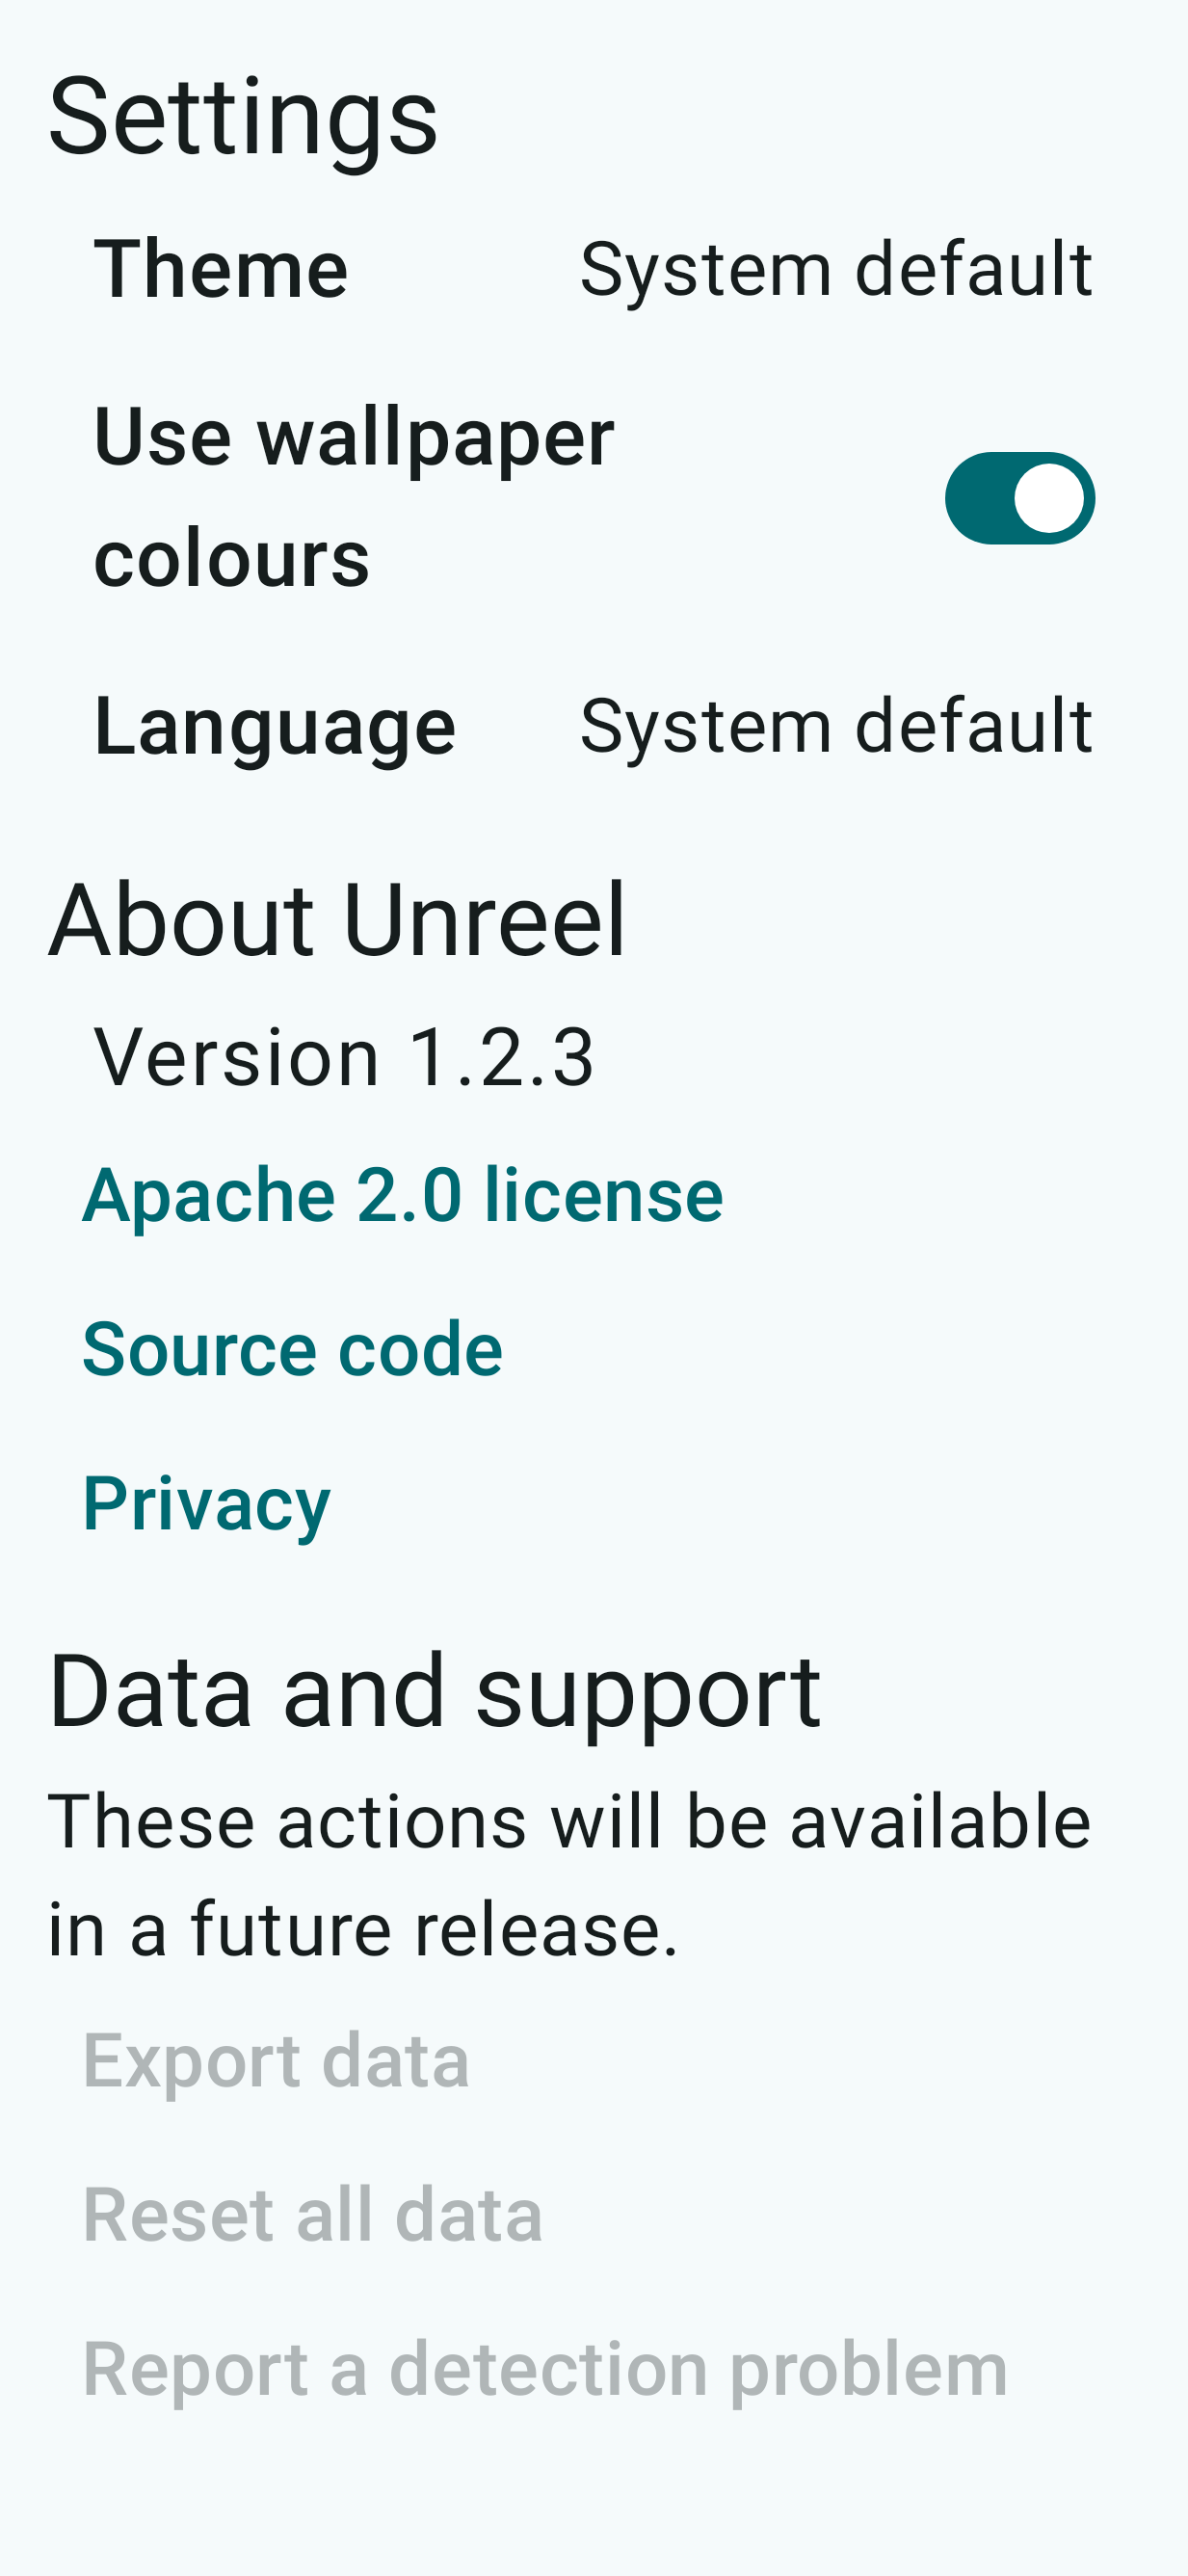 Settings
Theme System default
Use wallpaper
colours
Language System default
About Unreel
Version 1.2.3
Apache 2.0 license
Source code
Privacy
Data and support
These actions will be available
in a future release.
Export data
Reset all data
Report a detection problem